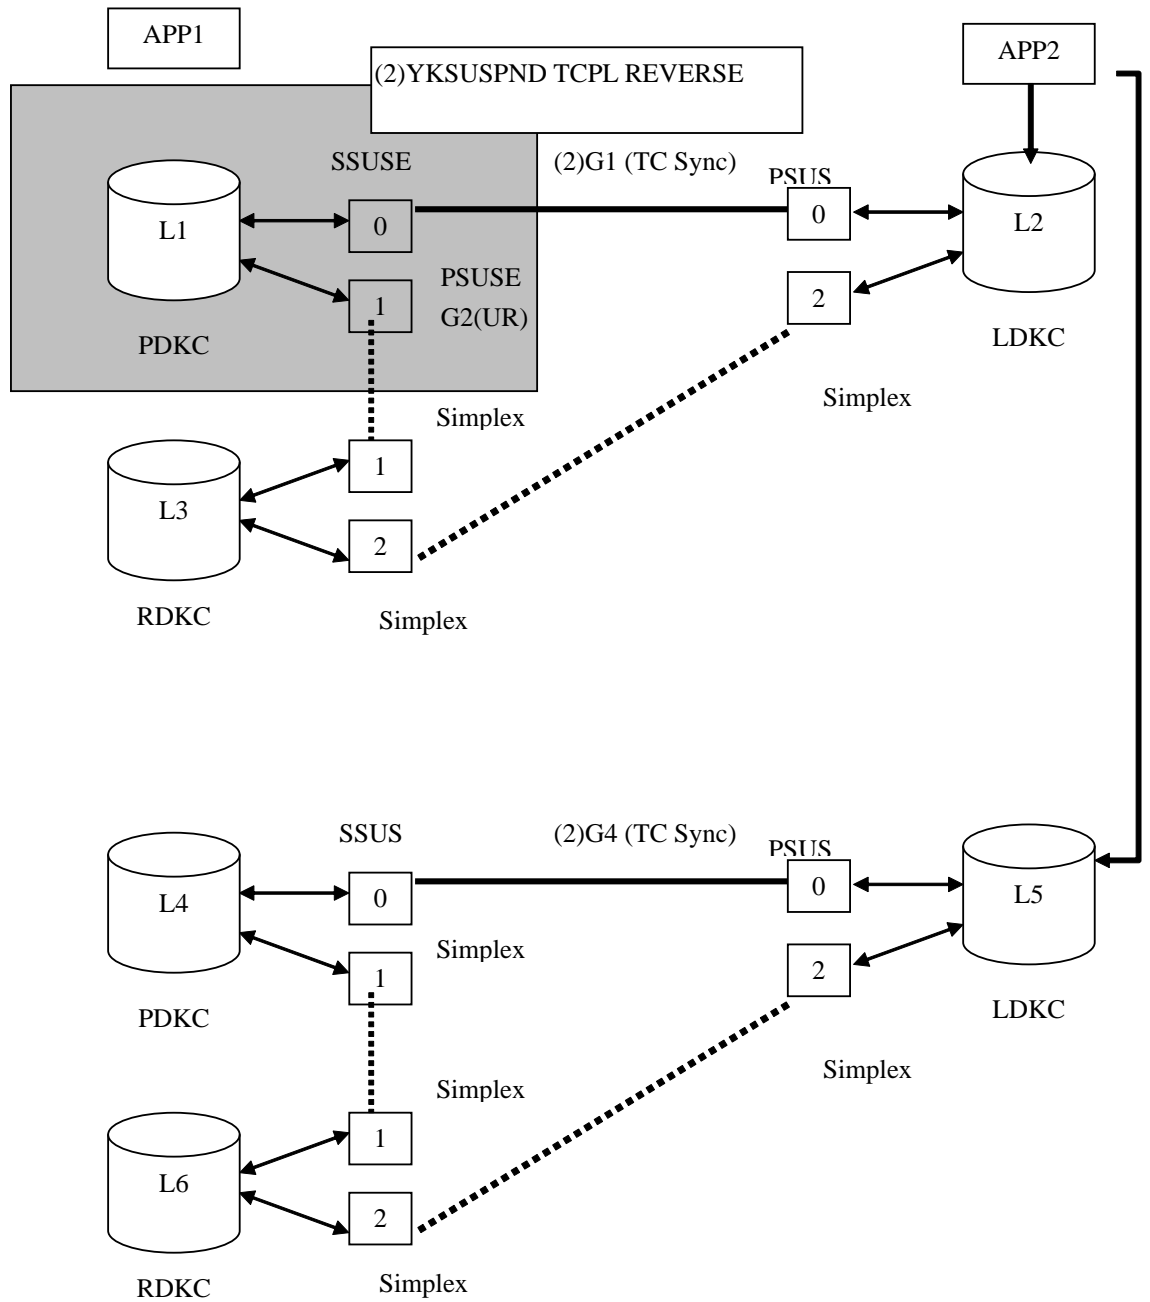 APP1
APP2
(2)YKSUSPND TCPL REVERSE
SSUSE
(2)G1 (TC Sync)
PSUS
L1
0
0
L2
PSUSE
G2(UR)
1
2
PDKC
LDKC
Simplex
Simplex
L3
1
2
RDKC
Simplex
SSUS
(2)G4 (TC Sync)
PSUS
L4
0
0
L5
Simplex
1
2
PDKC
LDKC
Simplex
Simplex
L6
1
2
RDKC
Simplex